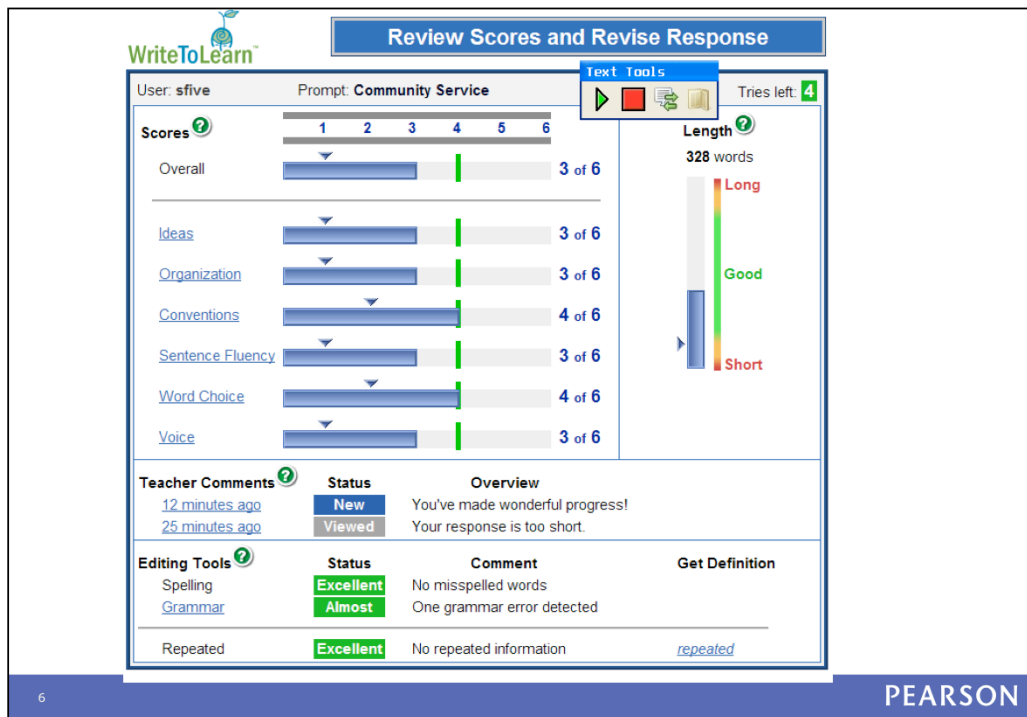 WriteToLearn™
Review Scores and Revise Response
Text Tools
User: sfive Prompt: Community Service Tries left: 4
Scores ? 1 2 3 4 5 6
Overall 3 of 6
Ideas 3 of 6
Organization 3 of 6
Conventions 4 of 6
Sentence Fluency 3 of 6
Word Choice 4 of 6
Voice 3 of 6
Length ?
328 words
Long
Good
Short
Teacher Comments ? Status Overview
12 minutes ago New You've made wonderful progress!
25 minutes ago Viewed Your response is too short.
Editing Tools ? Status Comment Get Definition
Spelling Excellent No misspelled words
Grammar Almost One grammar error detected
Repeated Excellent No repeated information repeated
6 PEARSON